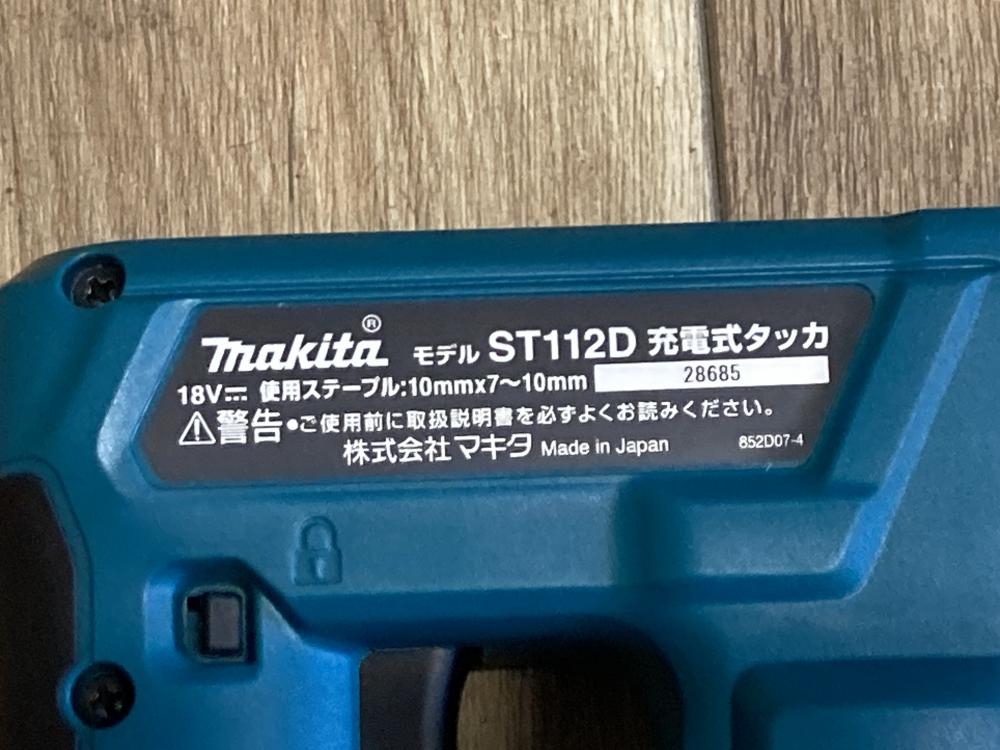 makita® モデル ST112D 充電式タッカ
18V⎓ 使用ステープル:10mmx7～10mm 28685
⚠警告 •ご使用前に取扱説明書を必ずよくお読みください。
株式会社マキタ Made in Japan 852D07-4